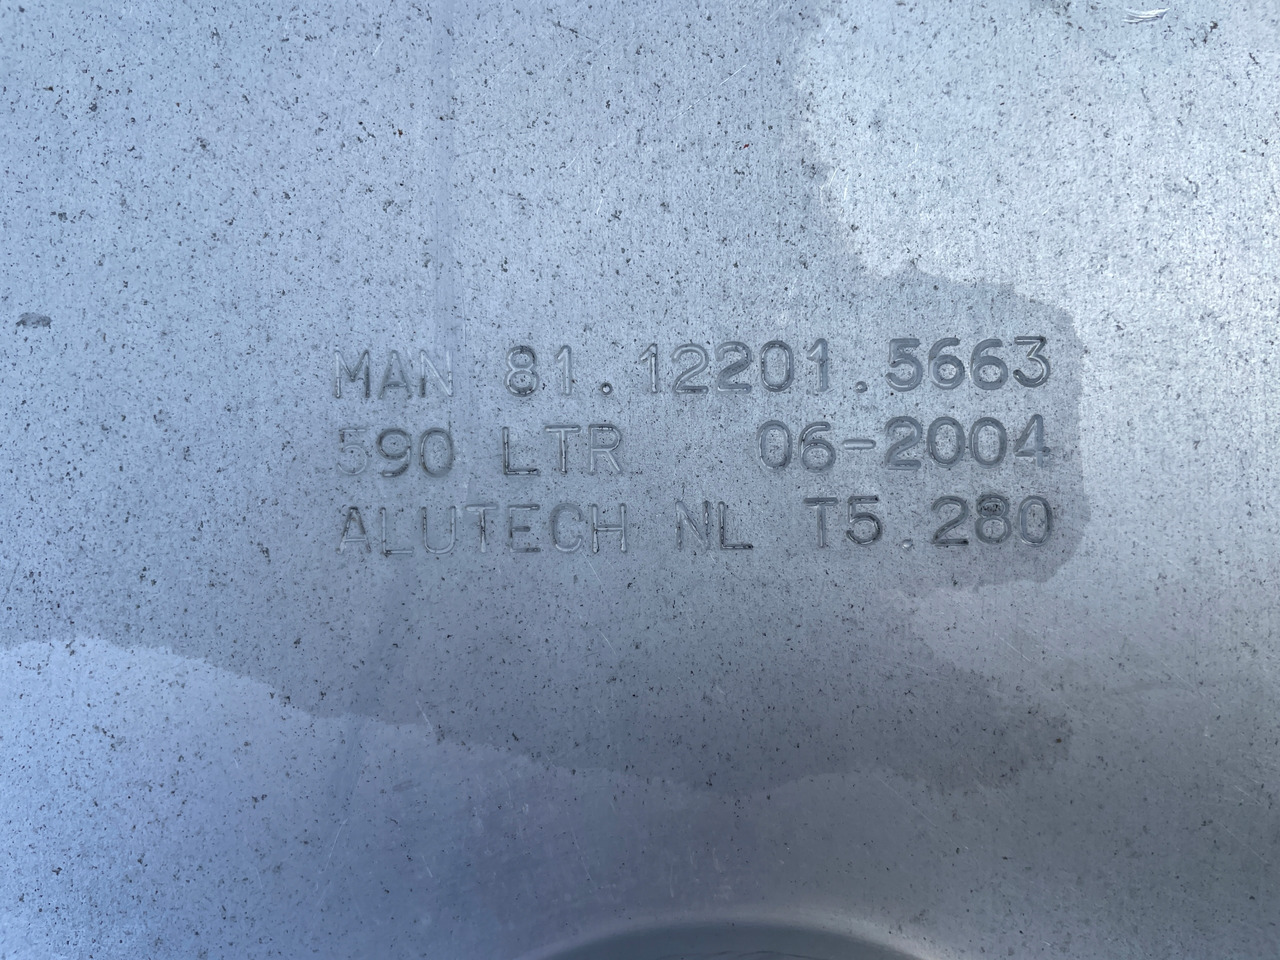 MAN 81.12201.5663
590 LTR 06-2004
ALUTECH NL T5.280